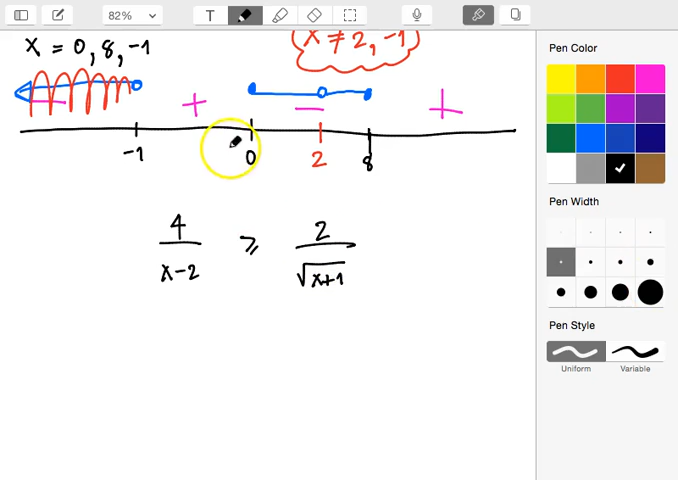 82%
T
x = 0, 8, -1
x ≠ 2, -1
− + − +
-1 0 2 8
4/(x-2) ⩾ 2/√(x+1)
Pen Color
Pen Width
Pen Style
Uniform Variable